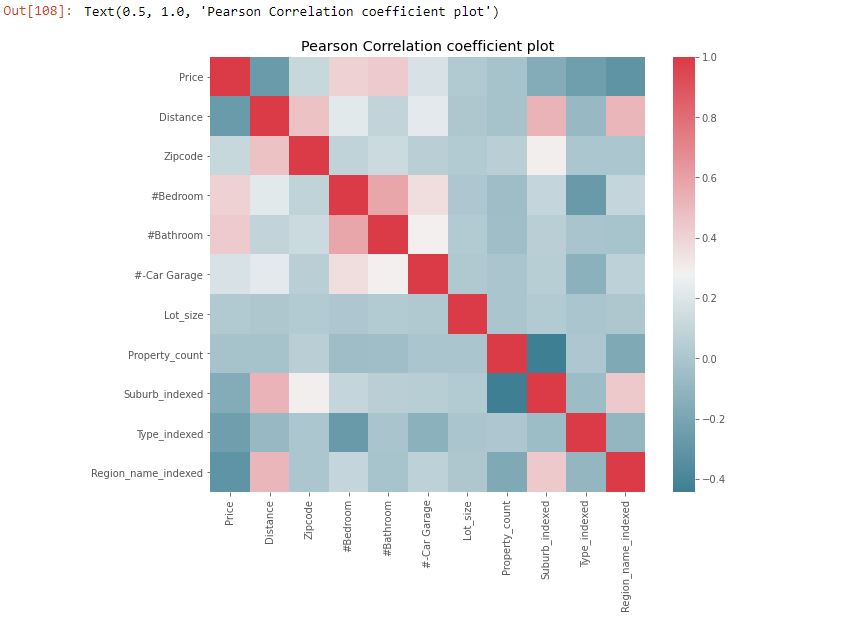 Out[108]: Text(0.5, 1.0, 'Pearson Correlation coefficient plot')
Pearson Correlation coefficient plot
Price
Distance
Zipcode
#Bedroom
#Bathroom
#-Car Garage
Lot_size
Property_count
Suburb_indexed
Type_indexed
Region_name_indexed
Price
Distance
Zipcode
#Bedroom
#Bathroom
#-Car Garage
Lot_size
Property_count
Suburb_indexed
Type_indexed
Region_name_indexed
1.0
0.8
0.6
0.4
0.2
0.0
−0.2
−0.4